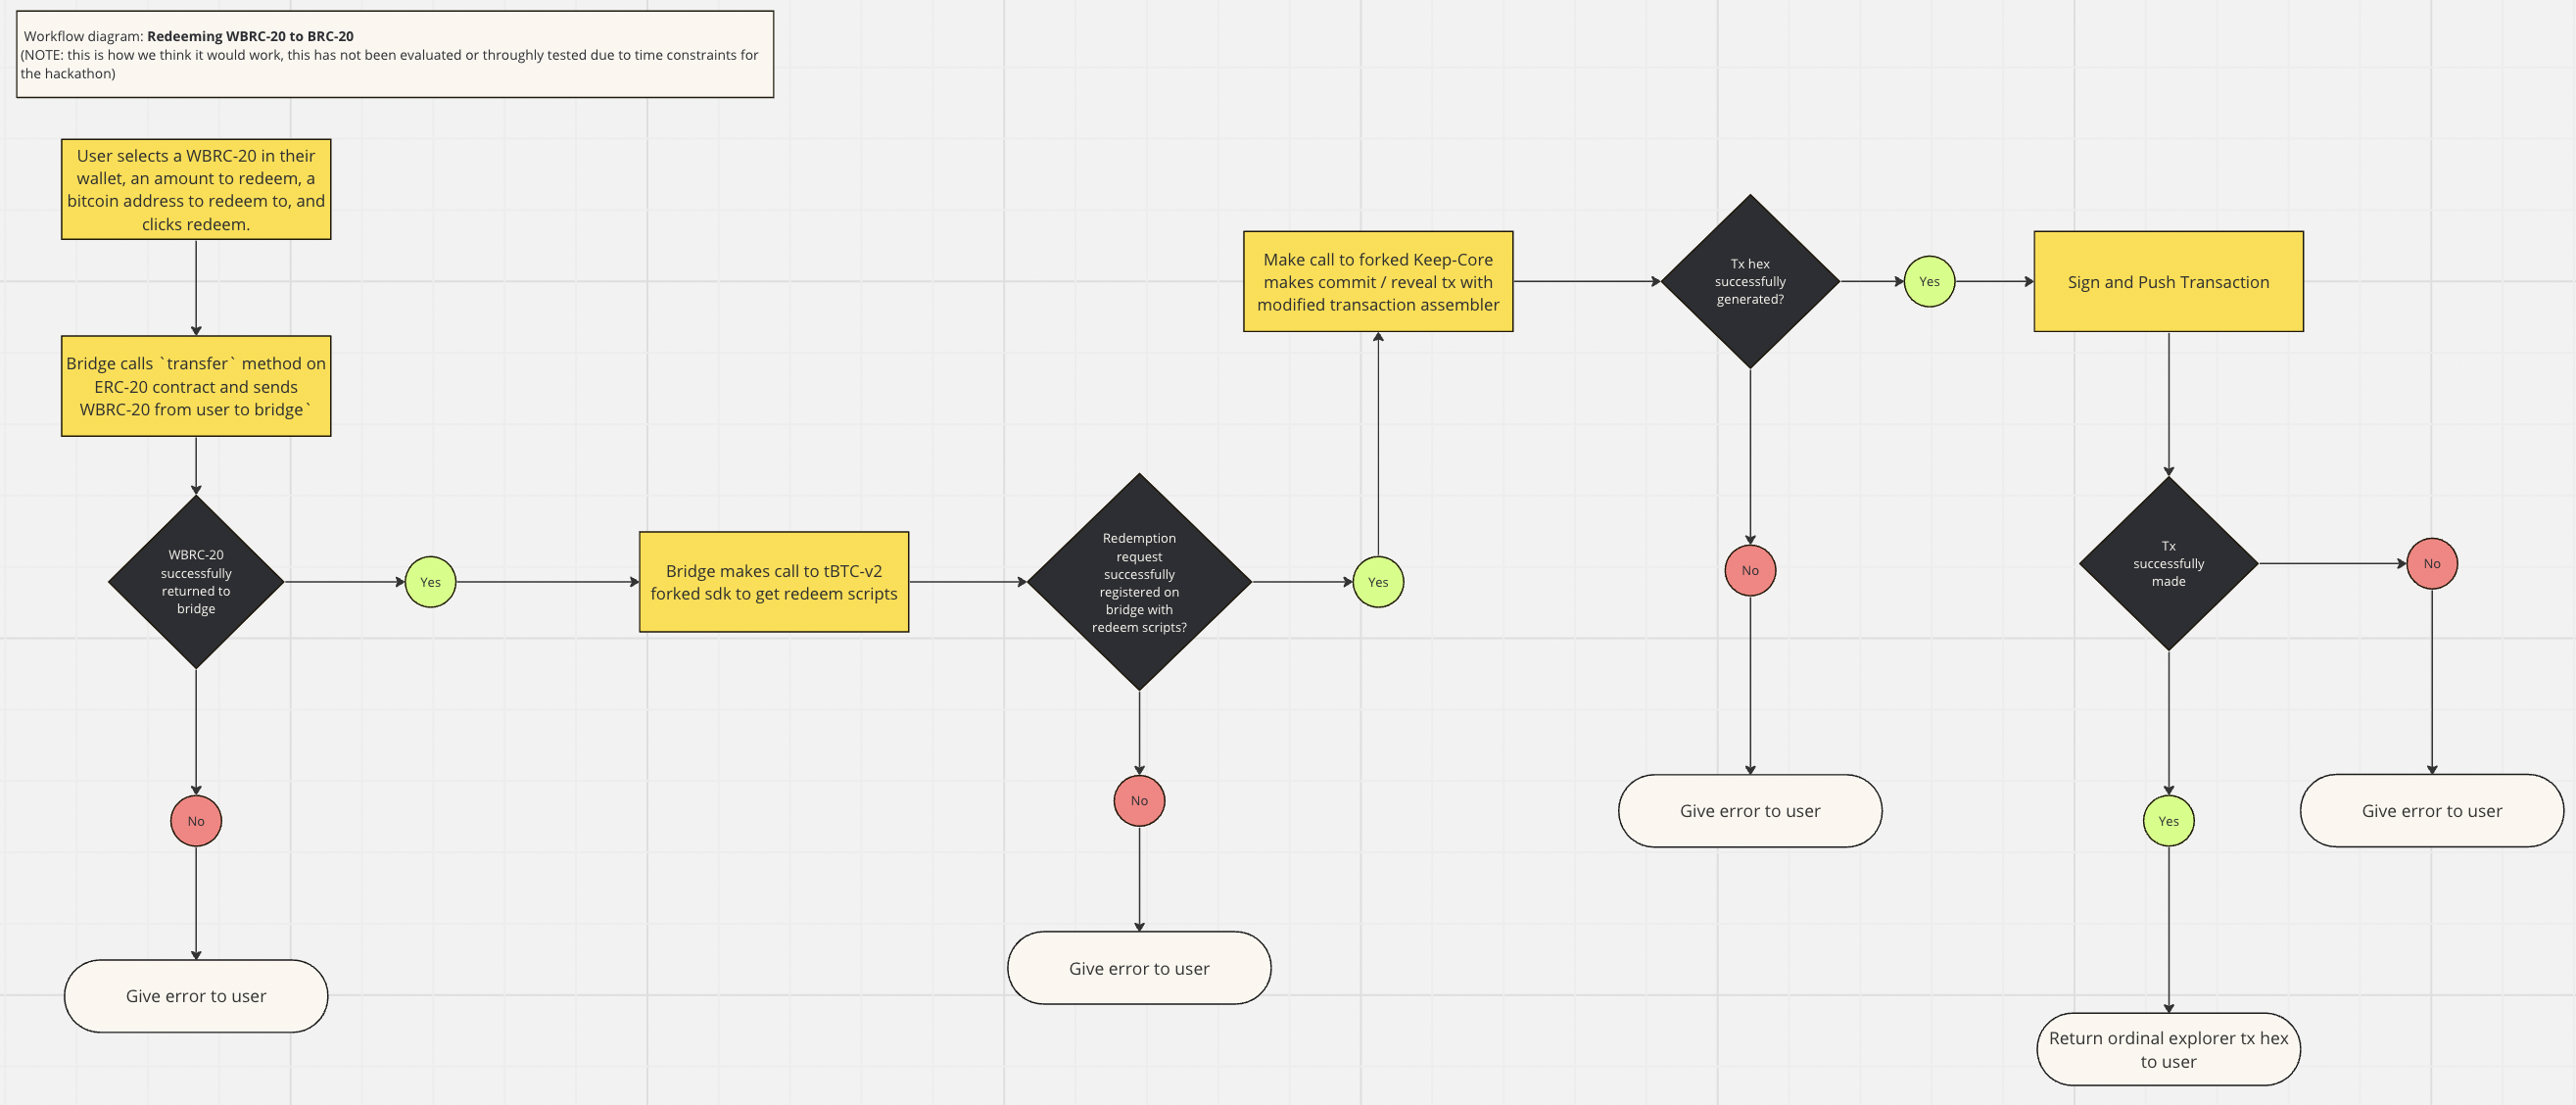 Workflow diagram: Redeeming WBRC-20 to BRC-20
(NOTE: this is how we think it would work, this has not been evaluated or throughly tested due to time constraints for
the hackathon)
User selects a WBRC-20 in their
wallet, an amount to redeem, a
bitcoin address to redeem to, and
clicks redeem.
Bridge calls `transfer` method on
ERC-20 contract and sends
WBRC-20 from user to bridge`
WBRC-20
successfully
returned to
bridge
Yes
No
Give error to user
Bridge makes call to tBTC-v2
forked sdk to get redeem scripts
Redemption
request
successfully
registered on
bridge with
redeem scripts?
Yes
No
Give error to user
Make call to forked Keep-Core
makes commit / reveal tx with
modified transaction assembler
Tx hex
successfully
generated?
Yes
No
Give error to user
Sign and Push Transaction
Tx
successfully
made
No
Give error to user
Yes
Return ordinal explorer tx hex
to user